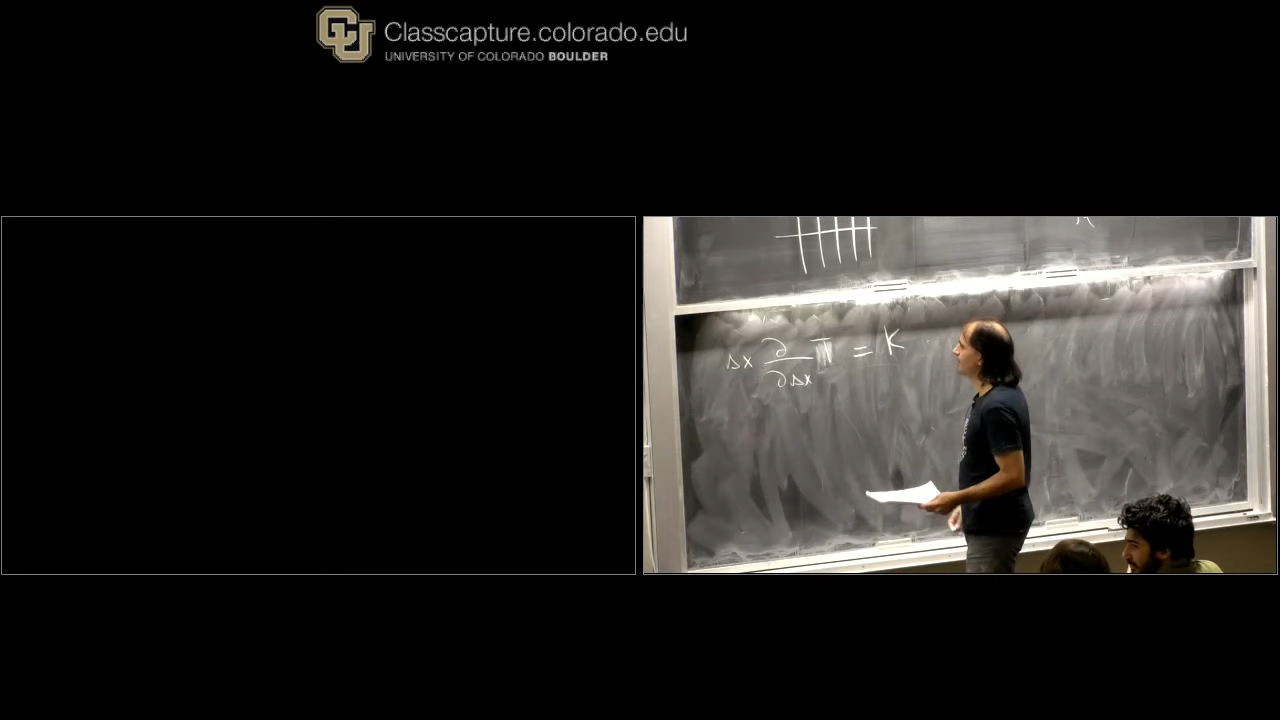 Classcapture.colorado.edu
UNIVERSITY OF COLORADO BOULDER
Δx ∂/∂Δx T = K